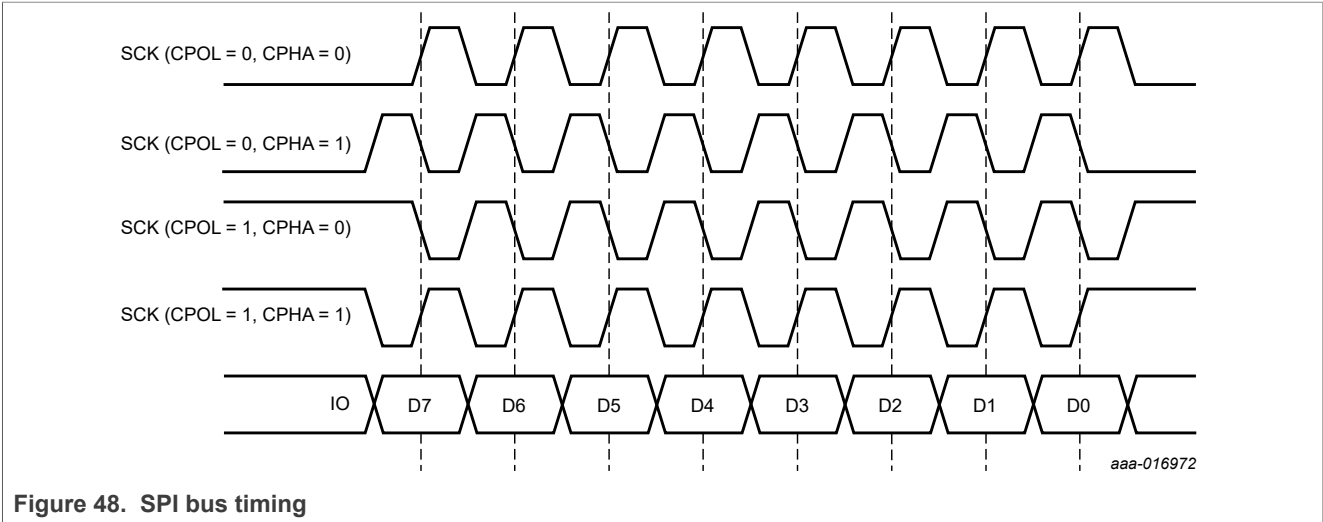 SCK (CPOL = 0, CPHA = 0)
SCK (CPOL = 0, CPHA = 1)
SCK (CPOL = 1, CPHA = 0)
SCK (CPOL = 1, CPHA = 1)
IO D7 D6 D5 D4 D3 D2 D1 D0
aaa-016972
Figure 48. SPI bus timing